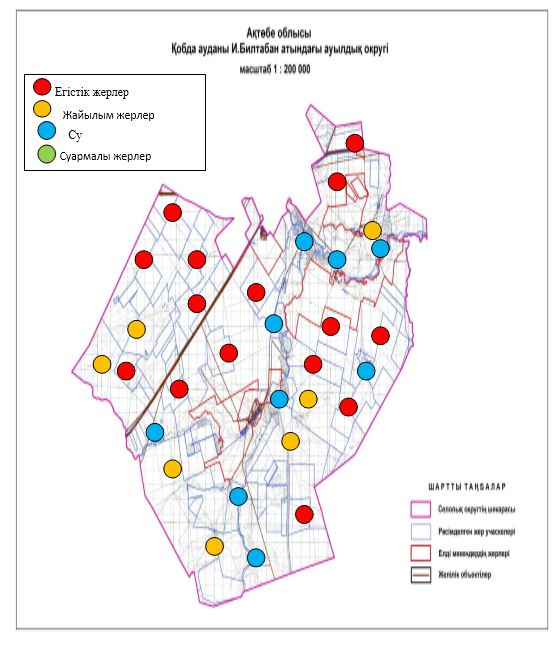 Ақтөбе облысы
Қобда ауданы И.Билтабан атындағы ауылдық округі
масштаб 1 : 200 000
Егістік жерлер
Жайылым жерлер
Су
Суармалы жерлер
ШАРТТЫ ТАҢБАЛАР
Селолық округтің шекарасы
Рәсімделген жер учаскелері
Елді мекендердің жерлері
Желілік объектілер